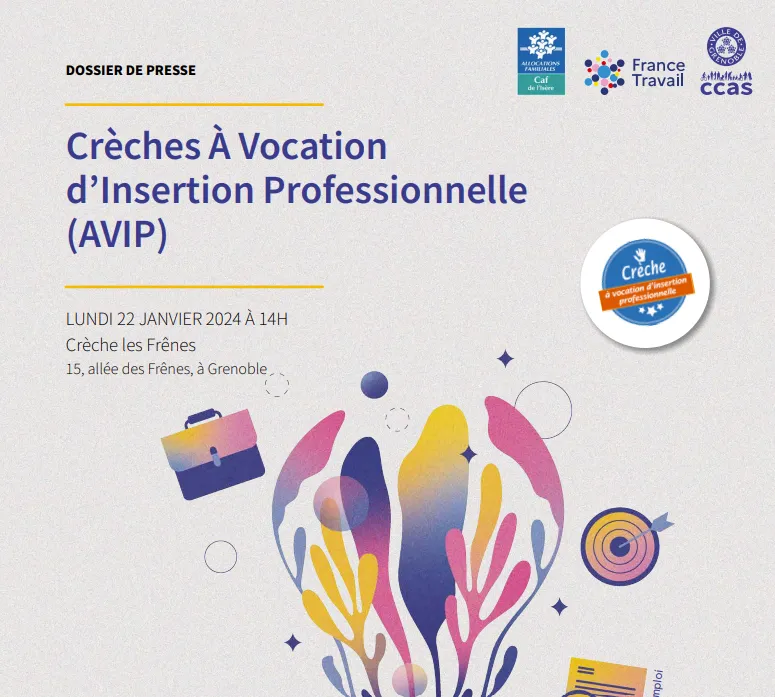 DOSSIER DE PRESSE
ALLOCATIONS
FAMILIALES
Caf
de l'Isère
France
Travail
VILLE DE
GRENOBLE
ccas
Crèches À Vocation
d’Insertion Professionnelle
(AVIP)
Crèche
à vocation d'insertion
professionnelle
LUNDI 22 JANVIER 2024 À 14H
Crèche les Frênes
15, allée des Frênes, à Grenoble
mploi